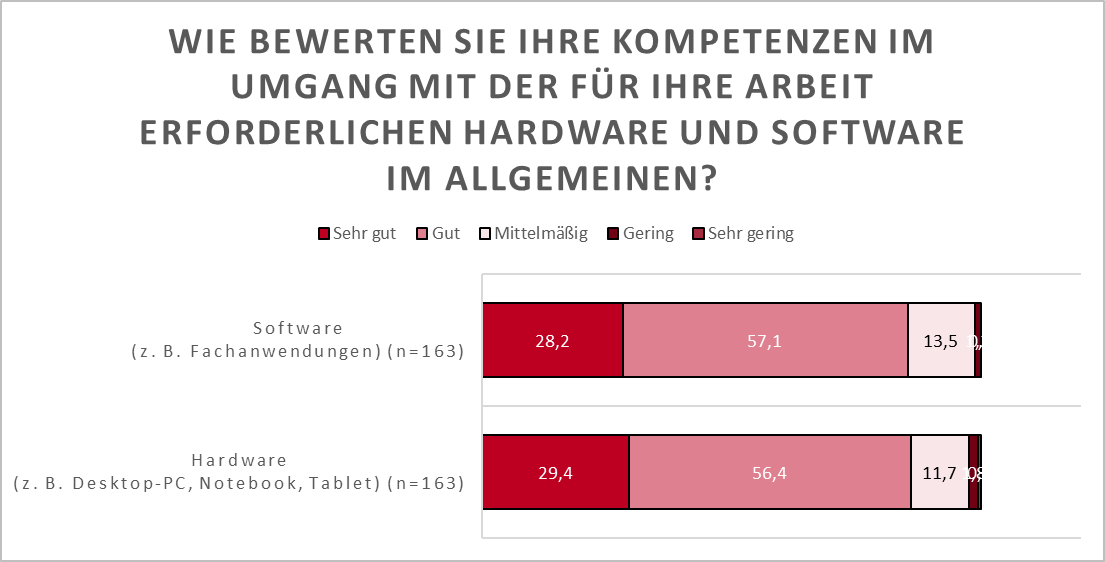 WIE BEWERTEN SIE IHRE KOMPETENZEN IM
UMGANG MIT DER FÜR IHRE ARBEIT
ERFORDERLICHEN HARDWARE UND SOFTWARE
IM ALLGEMEINEN?
Sehr gut Gut Mittelmäßig Gering Sehr gering
Software
(z. B. Fachanwendungen) (n=163)
28,2 57,1 13,5
Hardware
(z. B. Desktop-PC, Notebook, Tablet) (n=163)
29,4 56,4 11,7